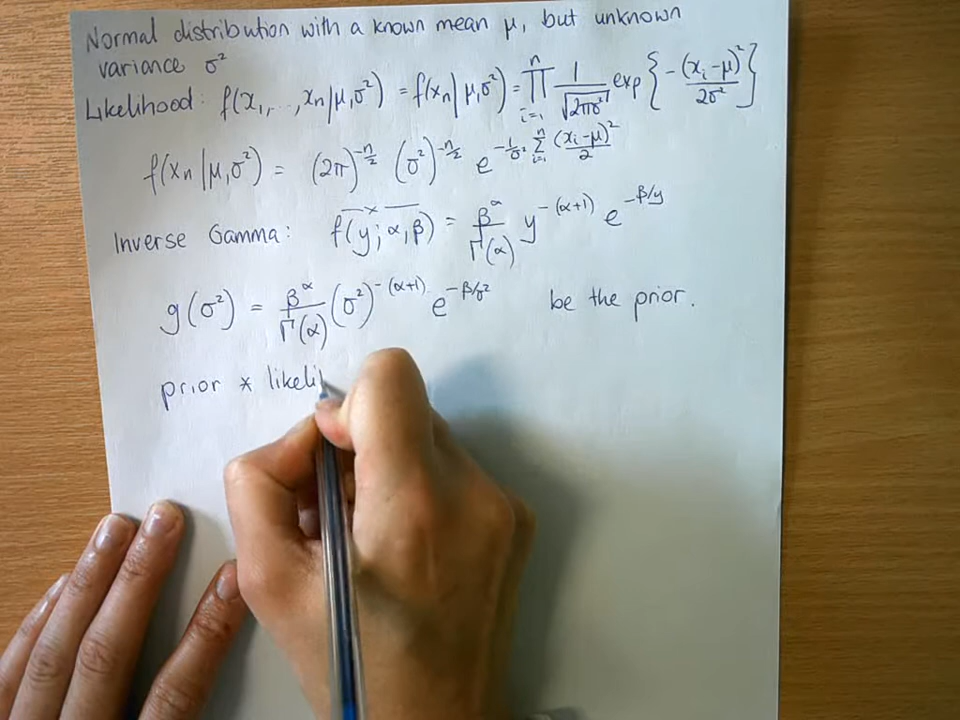 Normal distribution with a known mean μ, but unknown
variance σ²
Likelihood: f(x₁,...,xₙ|μ,σ²) = f(xₙ|μ,σ²) = ∏ᵢ₌₁ⁿ 1/√(2πσ²) exp{-(xᵢ-μ)²/2σ²}
f(xₙ|μ,σ²) = (2π)^(-n/2) (σ²)^(-n/2) e^(-1/σ² ∑ᵢ₌₁ⁿ (xᵢ-μ)²/2)
Inverse Gamma: f(y;α,β) = β^α/Γ(α) y^(-(α+1)) e^(-β/y)
g(σ²) = β^α/Γ(α) (σ²)^(-(α+1)) e^(-β/σ²) be the prior.
prior * likeli